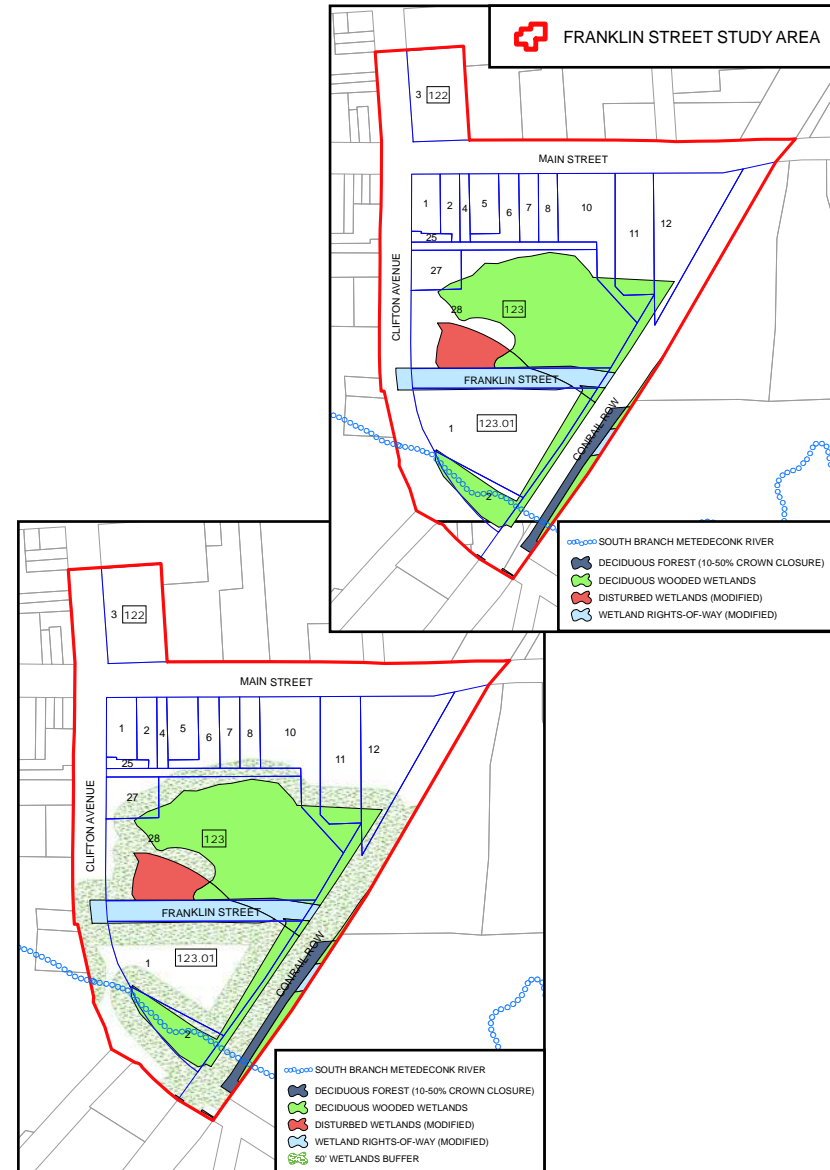 FRANKLIN STREET STUDY AREA
3 122
MAIN STREET
1 2 4 5 6 7 8 10 11 12
25
27
CLIFTON AVENUE
28 123
FRANKLIN STREET
1 123.01
CONRAIL ROW
2
SOUTH BRANCH METEDECONK RIVER
DECIDUOUS FOREST (10-50% CROWN CLOSURE)
DECIDUOUS WOODED WETLANDS
DISTURBED WETLANDS (MODIFIED)
WETLAND RIGHTS-OF-WAY (MODIFIED)
3 122
MAIN STREET
1 2 4 5 6 7 8 10 11 12
25
27
CLIFTON AVENUE
28 123
FRANKLIN STREET
1 123.01
CONRAIL ROW
2
SOUTH BRANCH METEDECONK RIVER
DECIDUOUS FOREST (10-50% CROWN CLOSURE)
DECIDUOUS WOODED WETLANDS
DISTURBED WETLANDS (MODIFIED)
WETLAND RIGHTS-OF-WAY (MODIFIED)
50' WETLANDS BUFFER